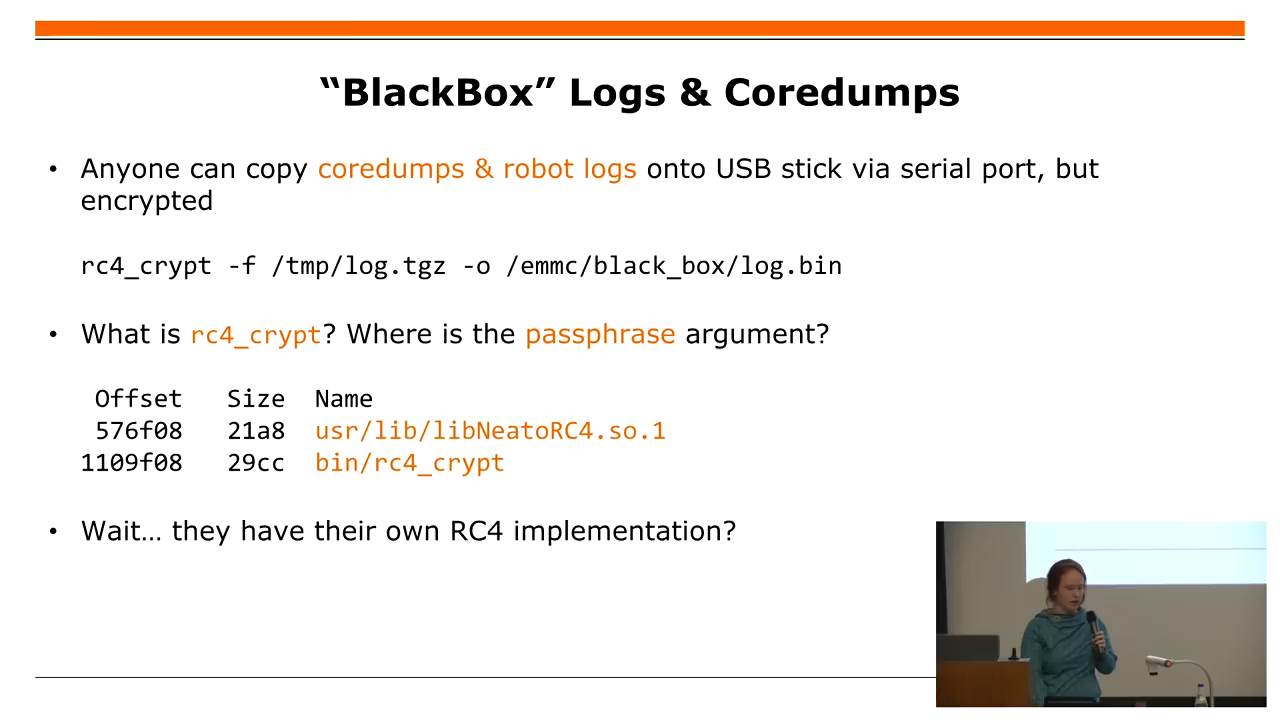 “BlackBox” Logs & Coredumps
• Anyone can copy coredumps & robot logs onto USB stick via serial port, but
encrypted
rc4_crypt -f /tmp/log.tgz -o /emmc/black_box/log.bin
• What is rc4_crypt? Where is the passphrase argument?
Offset Size Name
576f08 21a8 usr/lib/libNeatoRC4.so.1
1109f08 29cc bin/rc4_crypt
• Wait… they have their own RC4 implementation?